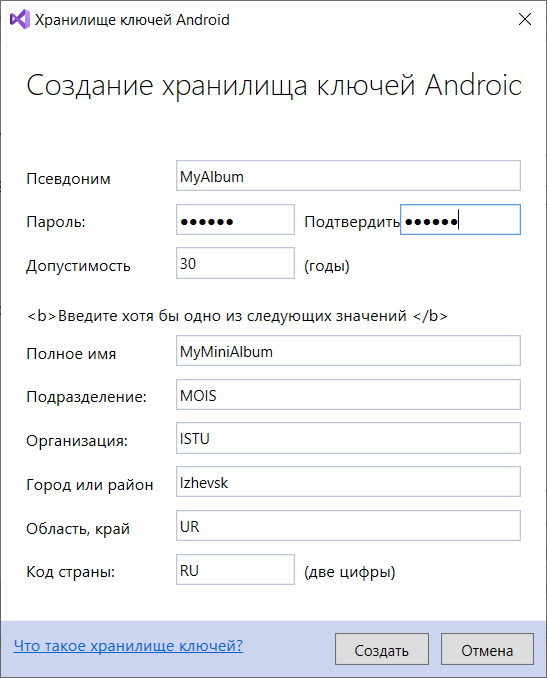 Хранилище ключей Android
Создание хранилища ключей Android
Псевдоним MyAlbum
Пароль: ●●●●●● Подтвердить ●●●●●●
Допустимость 30 (годы)
<b>Введите хотя бы одно из следующих значений </b>
Полное имя MyMiniAlbum
Подразделение: MOIS
Организация: ISTU
Город или район Izhevsk
Область, край UR
Код страны: RU (две цифры)
Что такое хранилище ключей? Создать Отмена